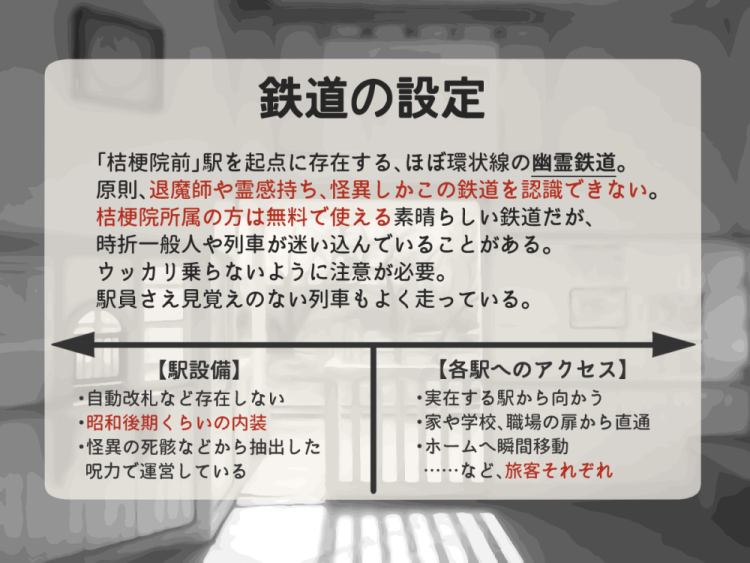 鉄道の設定
「桔梗院前」駅を起点に存在する、ほぼ環状線の幽霊鉄道。
原則、退魔師や霊感持ち、怪異しかこの鉄道を認識できない。
桔梗院所属の方は無料で使える素晴らしい鉄道だが、
時折一般人や列車が迷い込んでいることがある。
ウッカリ乗らないように注意が必要。
駅員さえ見覚えのない列車もよく走っている。
【駅設備】
・自動改札など存在しない
・昭和後期くらいの内装
・怪異の死骸などから抽出した
呪力で運営している
【各駅へのアクセス】
・実在する駅から向かう
・家や学校、職場の扉から直通
・ホームへ瞬間移動
……など、旅客それぞれ